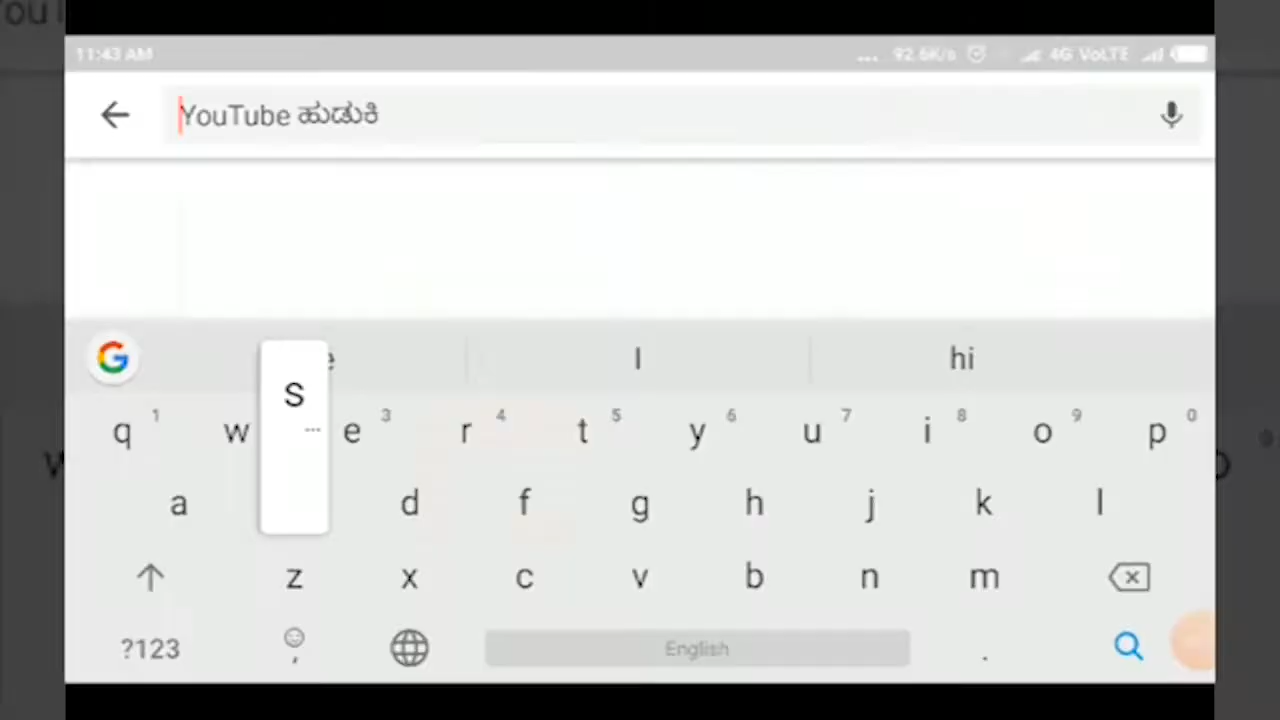 11:43 AM ... 92.6K/s 4G VoLTE
YouTube ಹುಡುಕಿ
I hi
S
q 1 w e 3 r 4 t 5 y 6 u 7 i 8 o 9 p 0
a d f g h j k l
z x c v b n m
?123 , English .